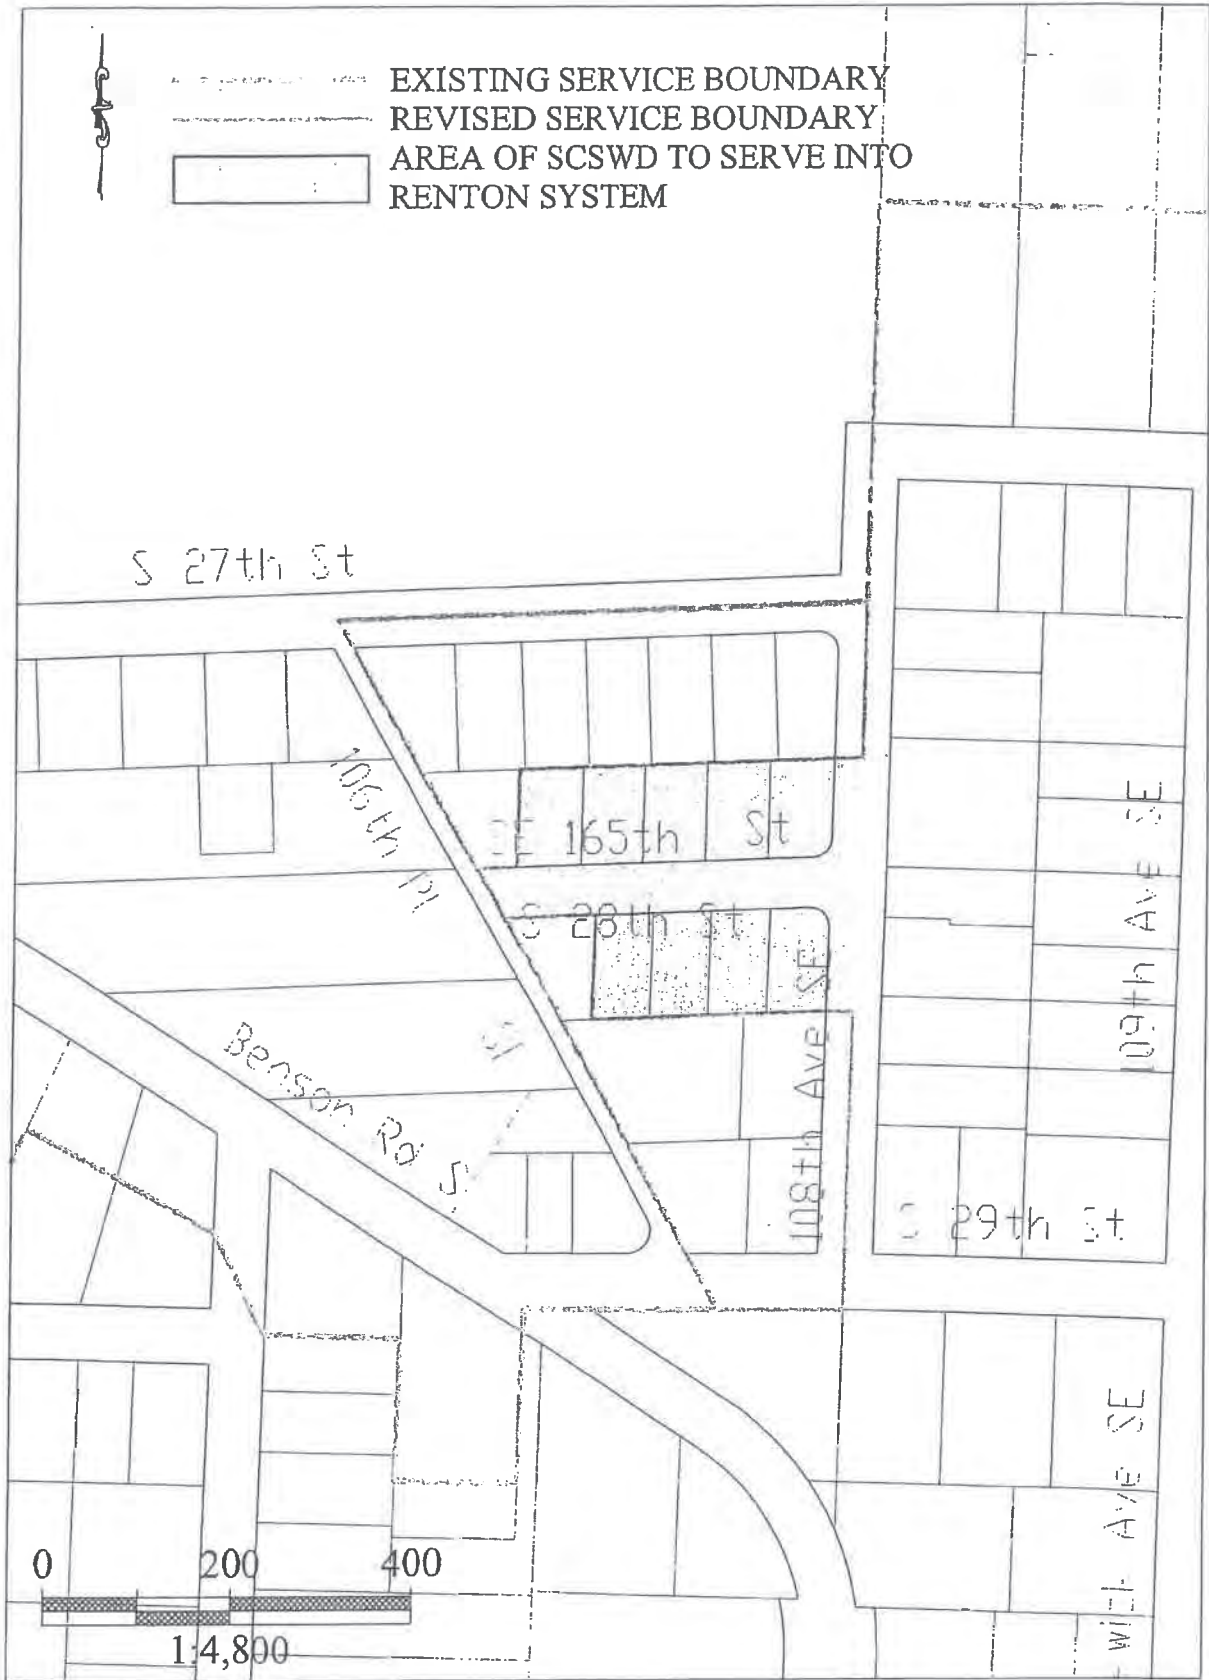 EXISTING SERVICE BOUNDARY
REVISED SERVICE BOUNDARY
AREA OF SCSWD TO SERVE INTO
RENTON SYSTEM
S 27th St
106th Pl
SE 165th St
S 28th St
Benson Rd S
108th Ave SE
109th Ave SE
S 29th St
Ave SE
0 200 400
1:4,800